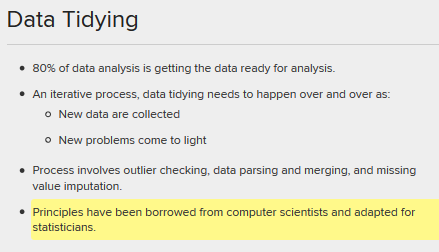 Data Tidying
80% of data analysis is getting the data ready for analysis.
An iterative process, data tidying needs to happen over and over as:
New data are collected
New problems come to light
Process involves outlier checking, data parsing and merging, and missing
value imputation.
Principles have been borrowed from computer scientists and adapted for
statisticians.